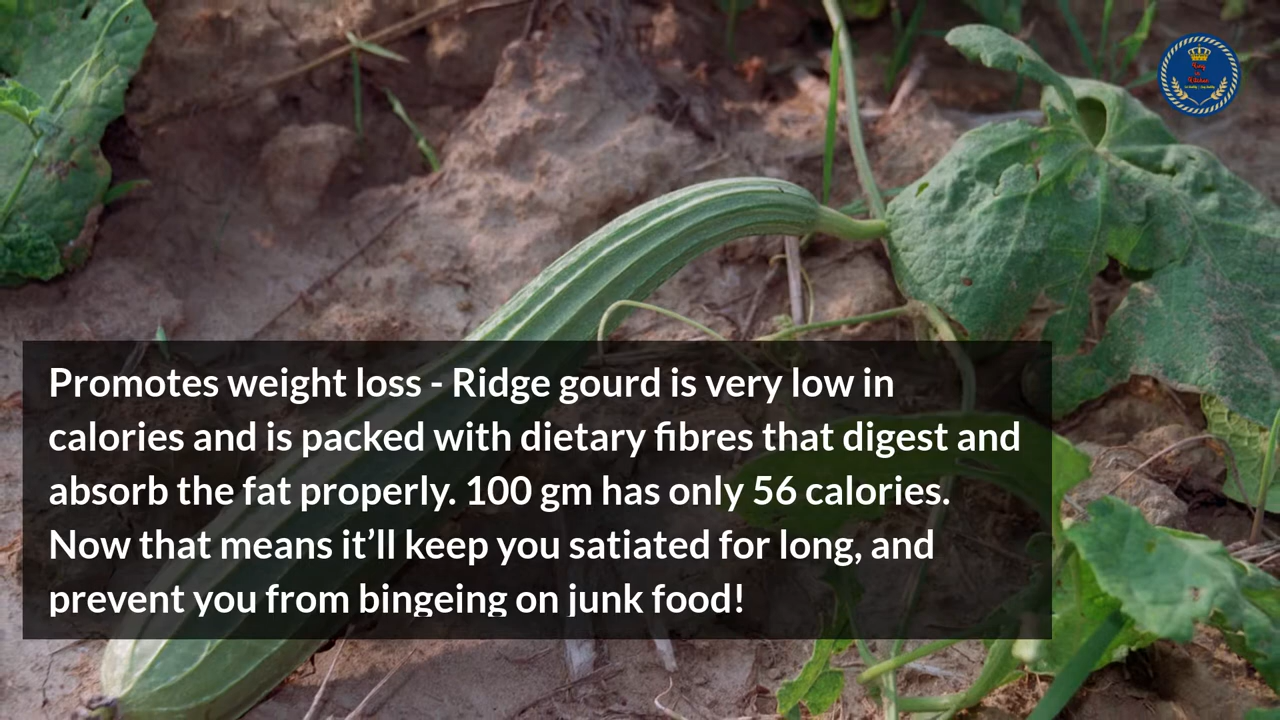 Promotes weight loss - Ridge gourd is very low in
calories and is packed with dietary fibres that digest and
absorb the fat properly. 100 gm has only 56 calories.
Now that means it’ll keep you satiated for long, and
prevent you from bingeing on junk food!